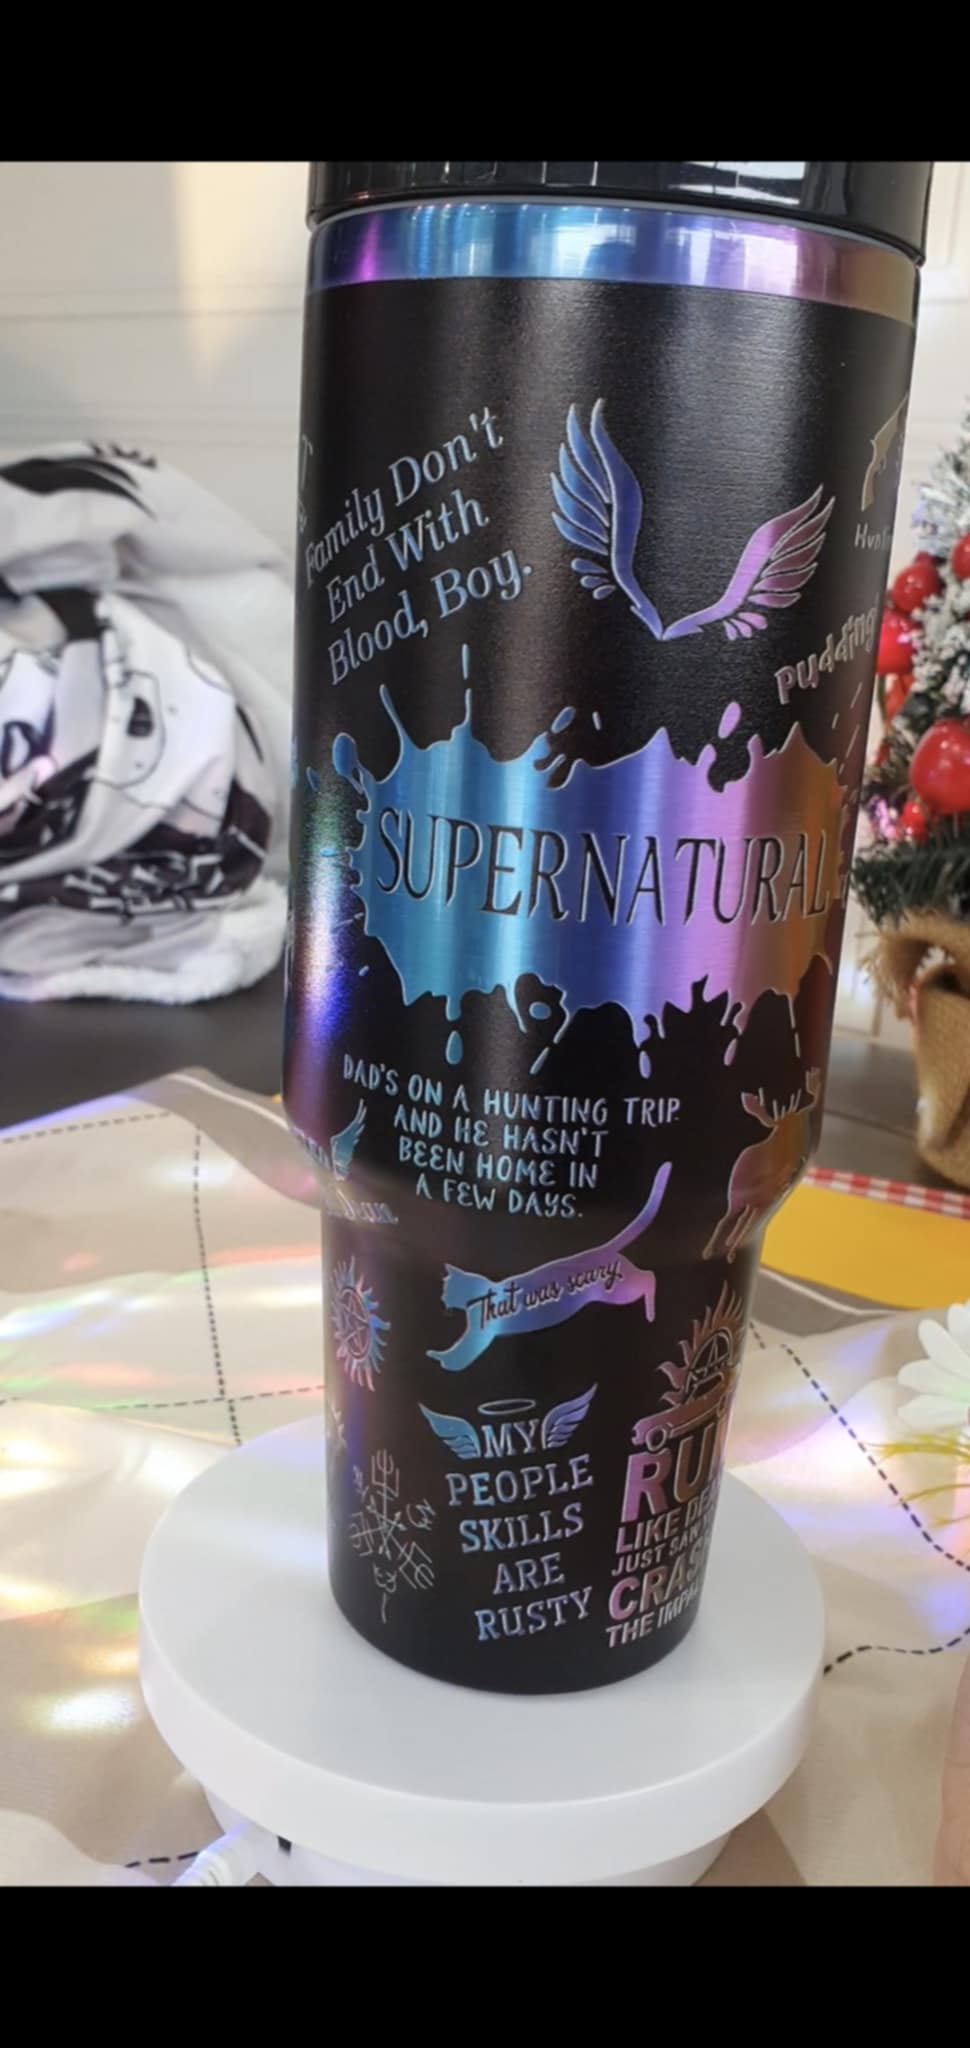 Family Don't
End With
Blood, Boy.
pudding
SUPERNATURAL
DAD'S ON A HUNTING TRIP
AND HE HASN'T
BEEN HOME IN
A FEW DAYS.
That was scary.
MY
PEOPLE
SKILLS
ARE
RUSTY
LIKE
JUST
THE